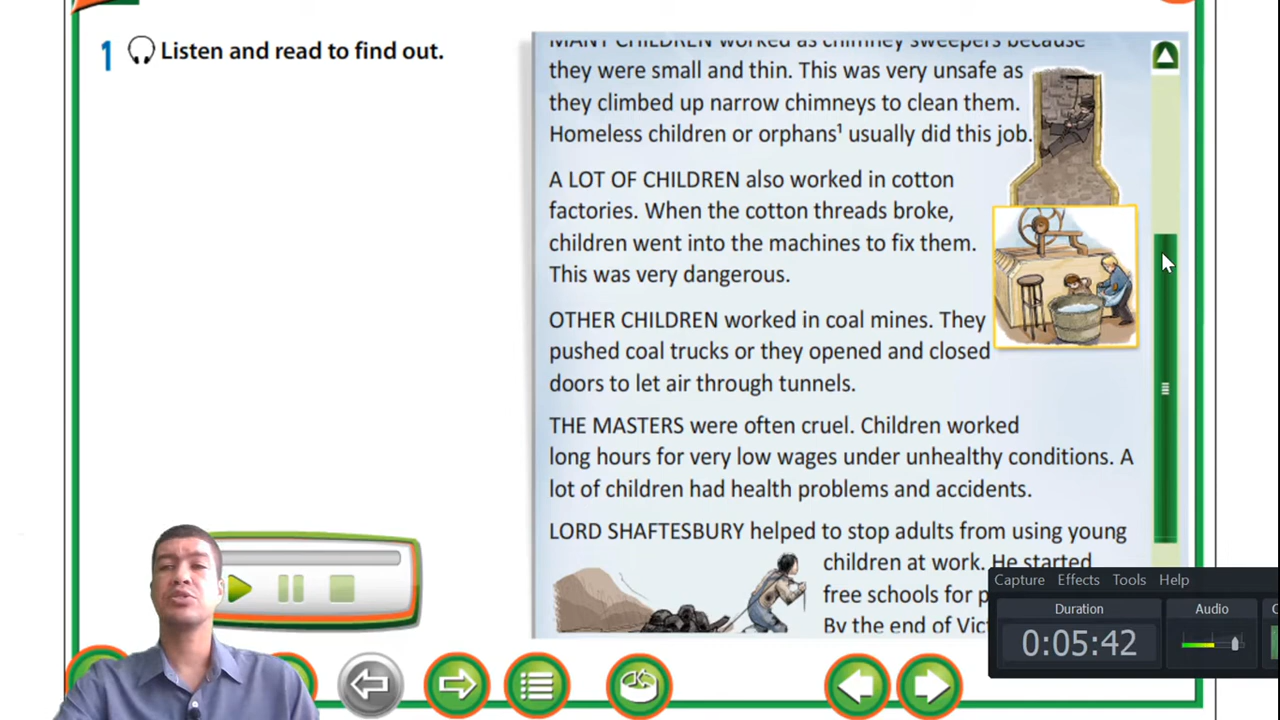 1 Listen and read to find out.
MANY CHILDREN worked as chimney sweepers because
they were small and thin. This was very unsafe as
they climbed up narrow chimneys to clean them.
Homeless children or orphans¹ usually did this job.
A LOT OF CHILDREN also worked in cotton
factories. When the cotton threads broke,
children went into the machines to fix them.
This was very dangerous.
OTHER CHILDREN worked in coal mines. They
pushed coal trucks or they opened and closed
doors to let air through tunnels.
THE MASTERS were often cruel. Children worked
long hours for very low wages under unhealthy conditions. A
lot of children had health problems and accidents.
LORD SHAFTESBURY helped to stop adults from using young
children at work. He started
free schools for p
By the end of Vic
Capture Effects Tools Help
Duration Audio
0:05:42